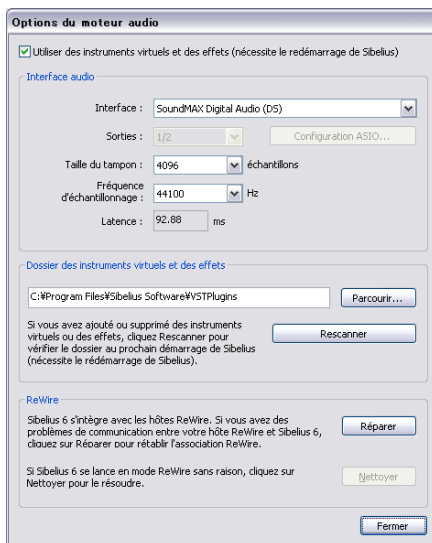 Options du moteur audio
Utiliser des instruments virtuels et des effets (nécessite le redémarrage de Sibelius)
Interface audio
Interface : SoundMAX Digital Audio (DS)
Sorties : 1/2 Configuration ASIO...
Taille du tampon : 4096 échantillons
Fréquence
d'échantillonnage : 44100 Hz
Latence : 92.88 ms
Dossier des instruments virtuels et des effets
C:¥Program Files¥Sibelius Software¥VSTPlugins Parcourir...
Si vous avez ajouté ou supprimé des instruments
virtuels ou des effets, cliquez Rescanner pour
vérifier le dossier au prochain démarrage de Sibelius
(nécessite le rédémarrage de Sibelius).
Rescanner
ReWire
Sibelius 6 s'intègre avec les hôtes ReWire. Si vous avez des
problèmes de communication entre votre hôte ReWire et Sibelius 6,
cliquez sur Réparer pour rétablir l'association ReWire.
Réparer
Si Sibelius 6 se lance en mode ReWire sans raison, cliquez sur
Nettoyer pour le résoudre.
Nettoyer
Fermer